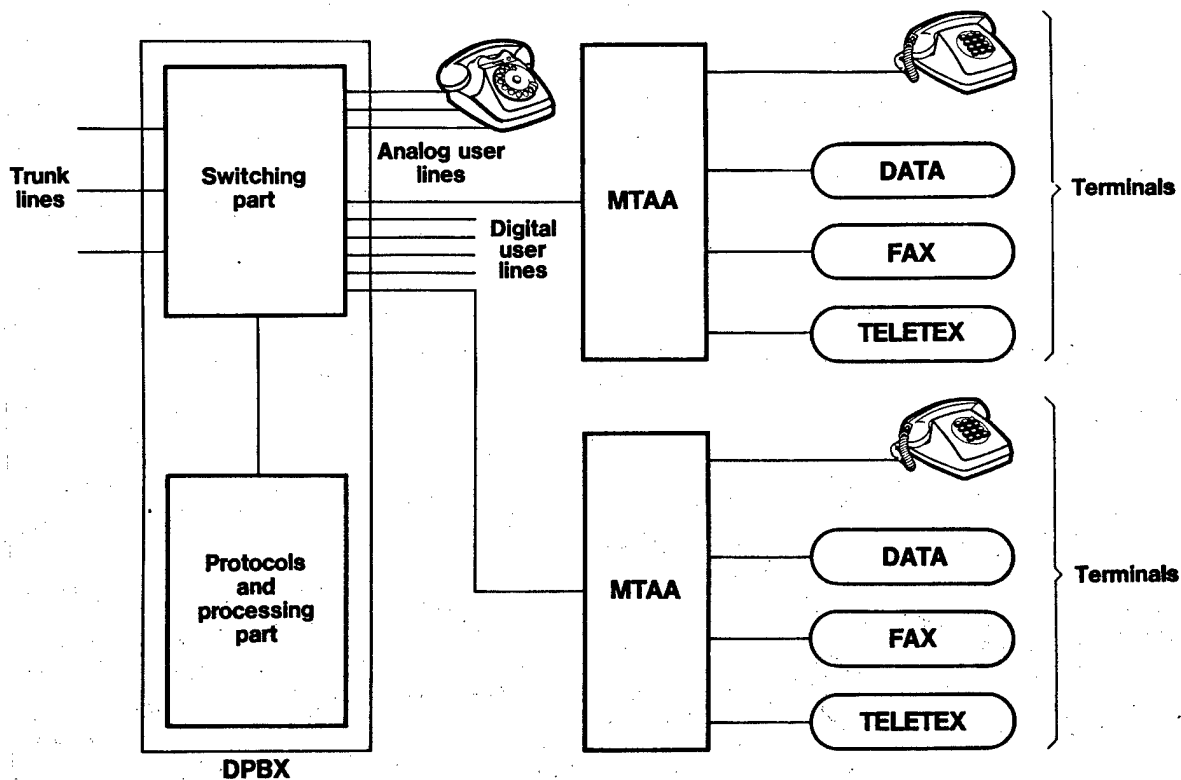 Trunk
lines
Switching
part
Analog user
lines
Digital
user
lines
Protocols
and
processing
part
DPBX
MTAA
DATA
FAX
TELETEX
Terminals
MTAA
DATA
FAX
TELETEX
Terminals